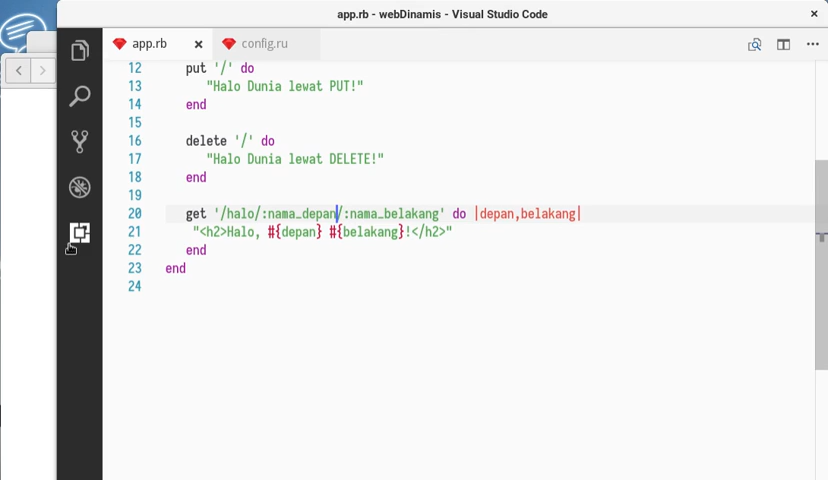 app.rb - webDinamis - Visual Studio Code
app.rb
config.ru
12 put '/' do
13 "Halo Dunia lewat PUT!"
14 end
15
16 delete '/' do
17 "Halo Dunia lewat DELETE!"
18 end
19
20 get '/halo/:nama_depan/:nama_belakang' do |depan,belakang|
21 "<h2>Halo, #{depan} #{belakang}!</h2>"
22 end
23 end
24